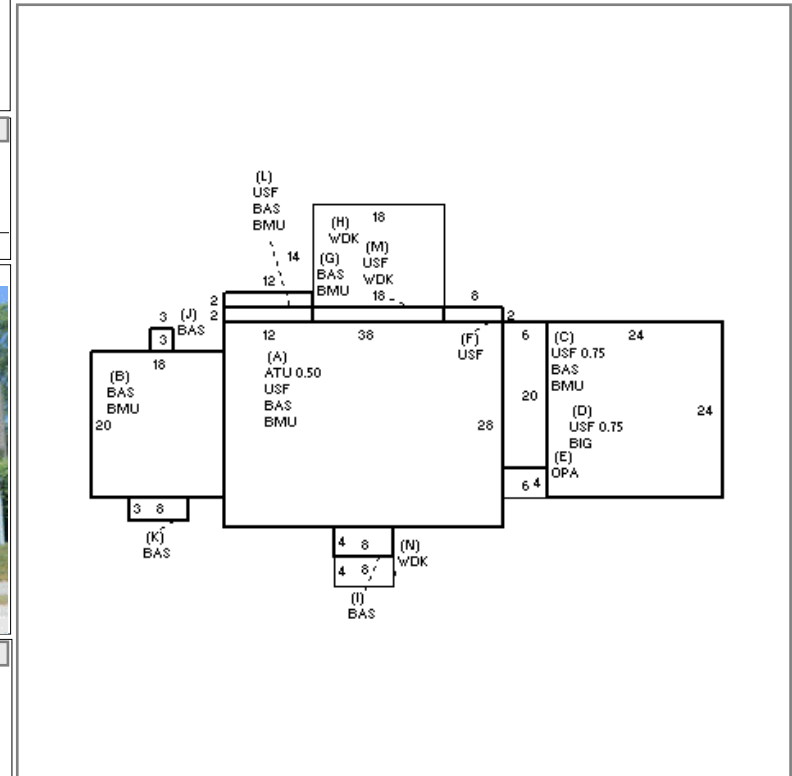 (L)
USF
BAS
BMU
14
12
2
2
(H)
18
WDK
(M)
USF
WDK
18
(G)
BAS
BMU
8
2
3
3
(J)
BAS
18
(B)
BAS
BMU
20
12
38
(A)
ATU 0.50
USF
BAS
BMU
28
(F)
USF
6
20
(C)
USF 0.75
BAS
BMU
24
24
(D)
USF 0.75
BIG
(E)
OPA
6 4
3 8
(K)
BAS
4 8
4 8
(N)
WDK
(I)
BAS